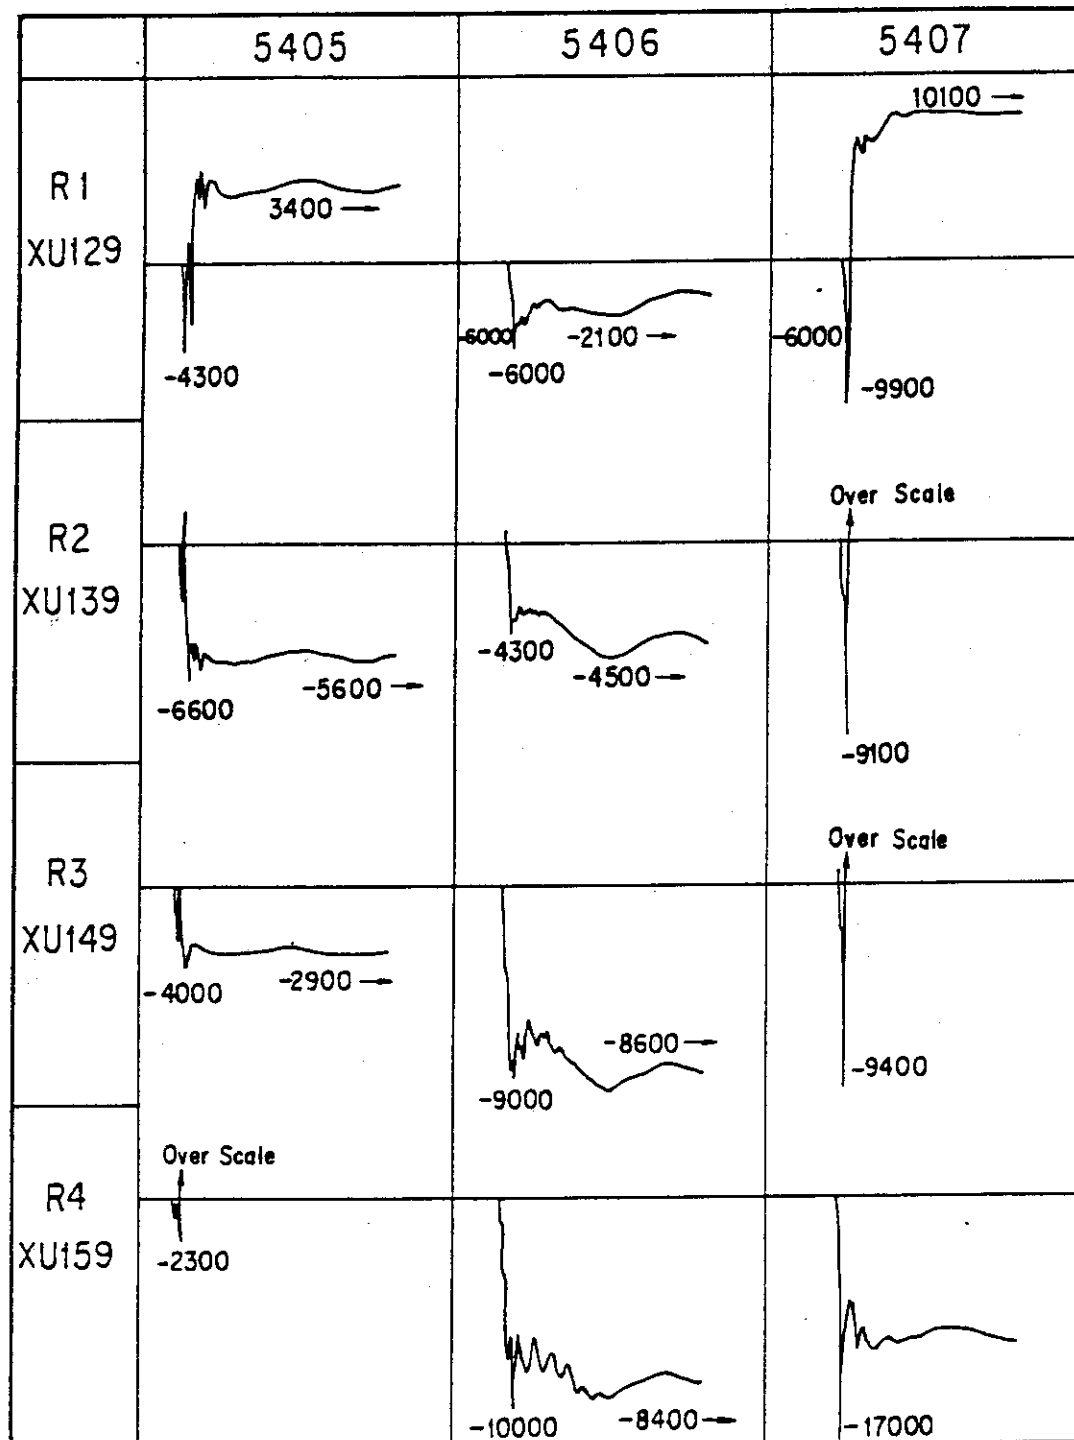 5405 5406 5407
R1
XU129
3400 →
-4300
-6000
-6000
-2100 →
10100 →
-6000
-9900
R2
XU139
-6600
-5600 →
-4300
-4500 →
Over Scale
-9100
R3
XU149
-4000
-2900 →
-9000
-8600 →
Over Scale
-9400
R4
XU159
Over Scale
-2300
-10000
-8400 →
-17000